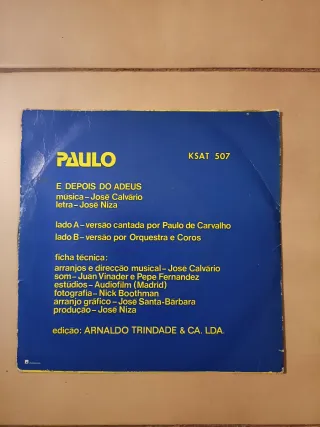 PAULO
KSAT 507
E DEPOIS DO ADEUS
música – José Calvário
letra – José Niza
lado A – versão cantada por Paulo de Carvalho
lado B – versão por Orquestra e Coros
ficha técnica:
arranjos e direcção musical – José Calvário
som – Juan Vinader e Pepe Fernandez
estúdios – Audiofilm (Madrid)
fotografia – Nick Boothman
arranjo gráfico – José Santa-Bárbara
produção – José Niza
edição: ARNALDO TRINDADE & CA. LDA.